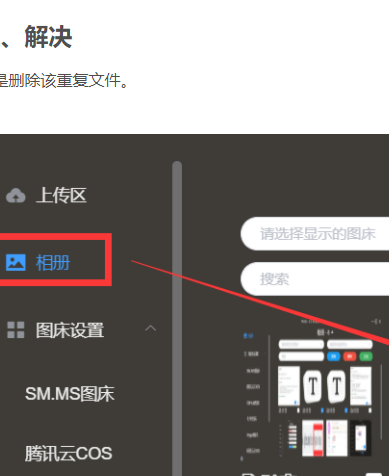 、解决
是删除该重复文件。
上传区
请选择显示的图床
相册
搜索
图床设置
SM.MS图床
腾讯云COS